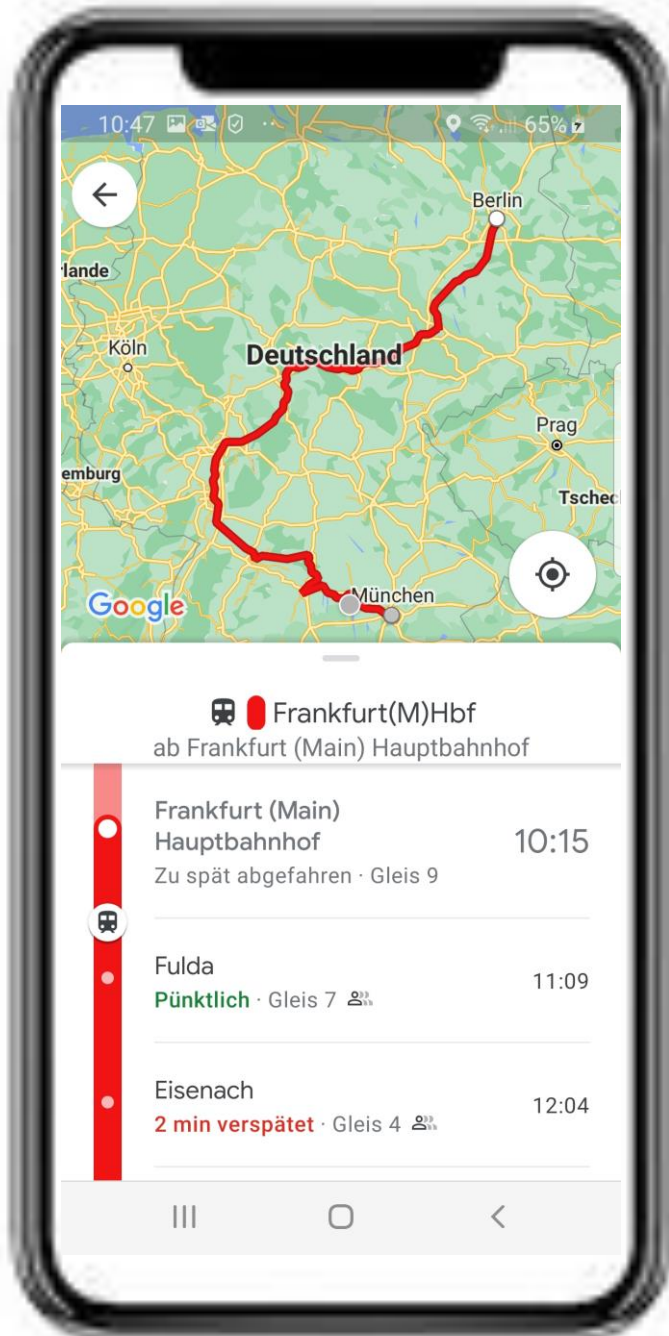 10:47 65%
Berlin
lande
Köln
Deutschland
Prag
emburg
Tschec
München
Google
Frankfurt(M)Hbf
ab Frankfurt (Main) Hauptbahnhof
Frankfurt (Main)
Hauptbahnhof 10:15
Zu spät abgefahren · Gleis 9
Fulda 11:09
Pünktlich · Gleis 7
Eisenach 12:04
2 min verspätet · Gleis 4